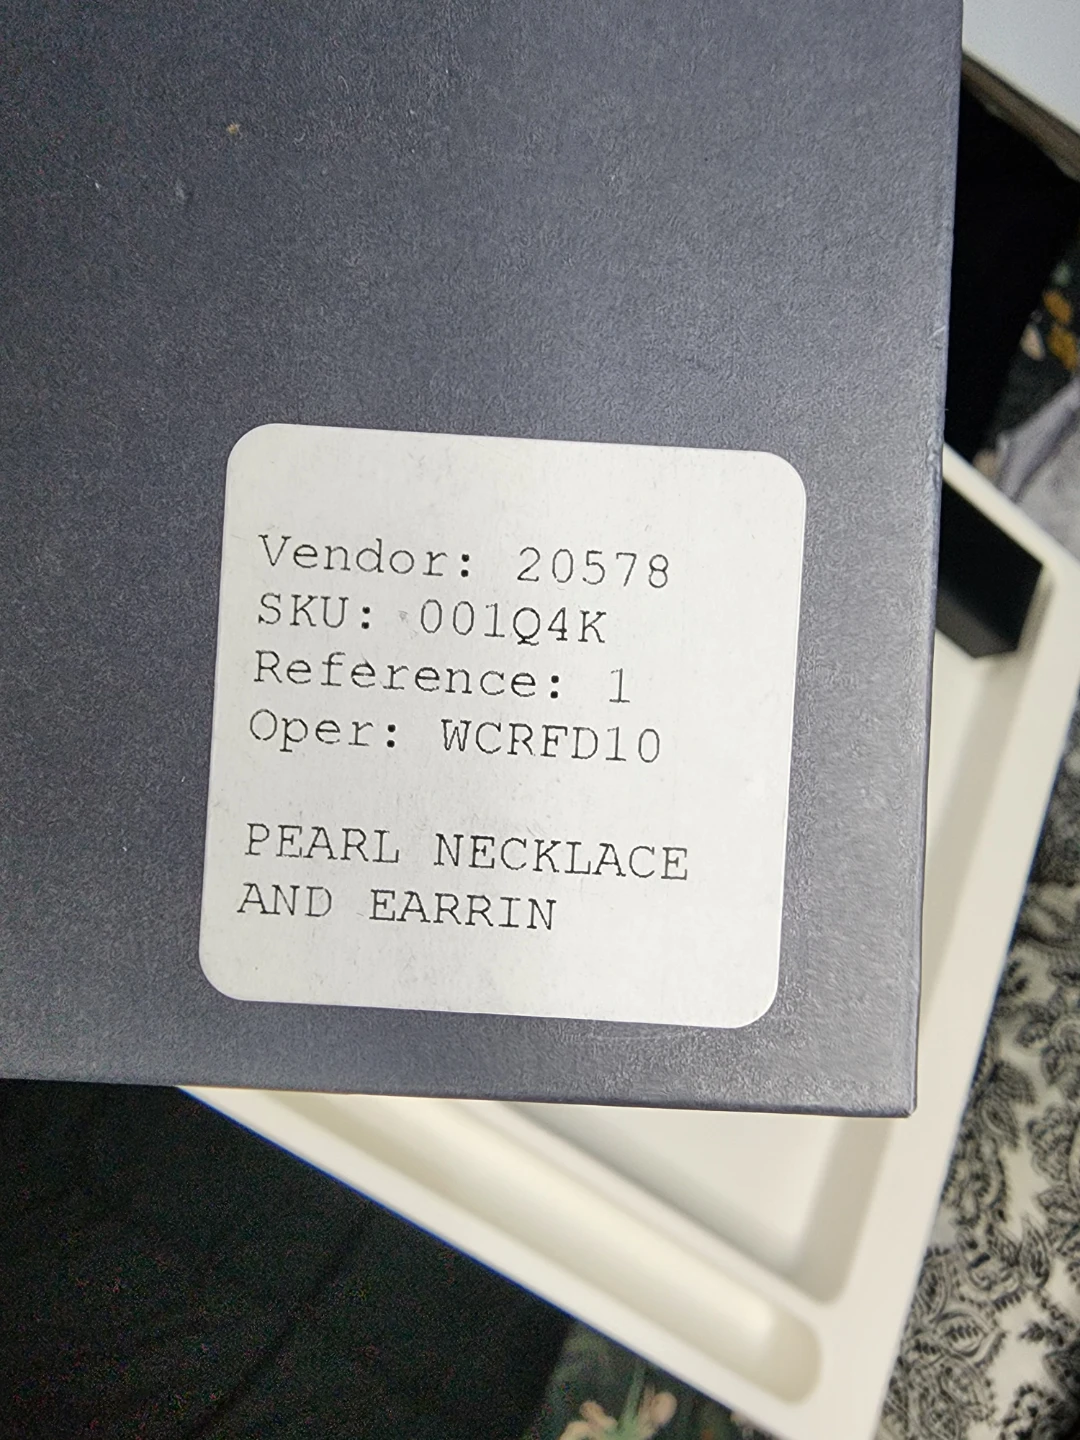 Vendor: 20578
SKU: 001Q4K
Reference: 1
Oper: WCRFD10
PEARL NECKLACE
AND EARRIN